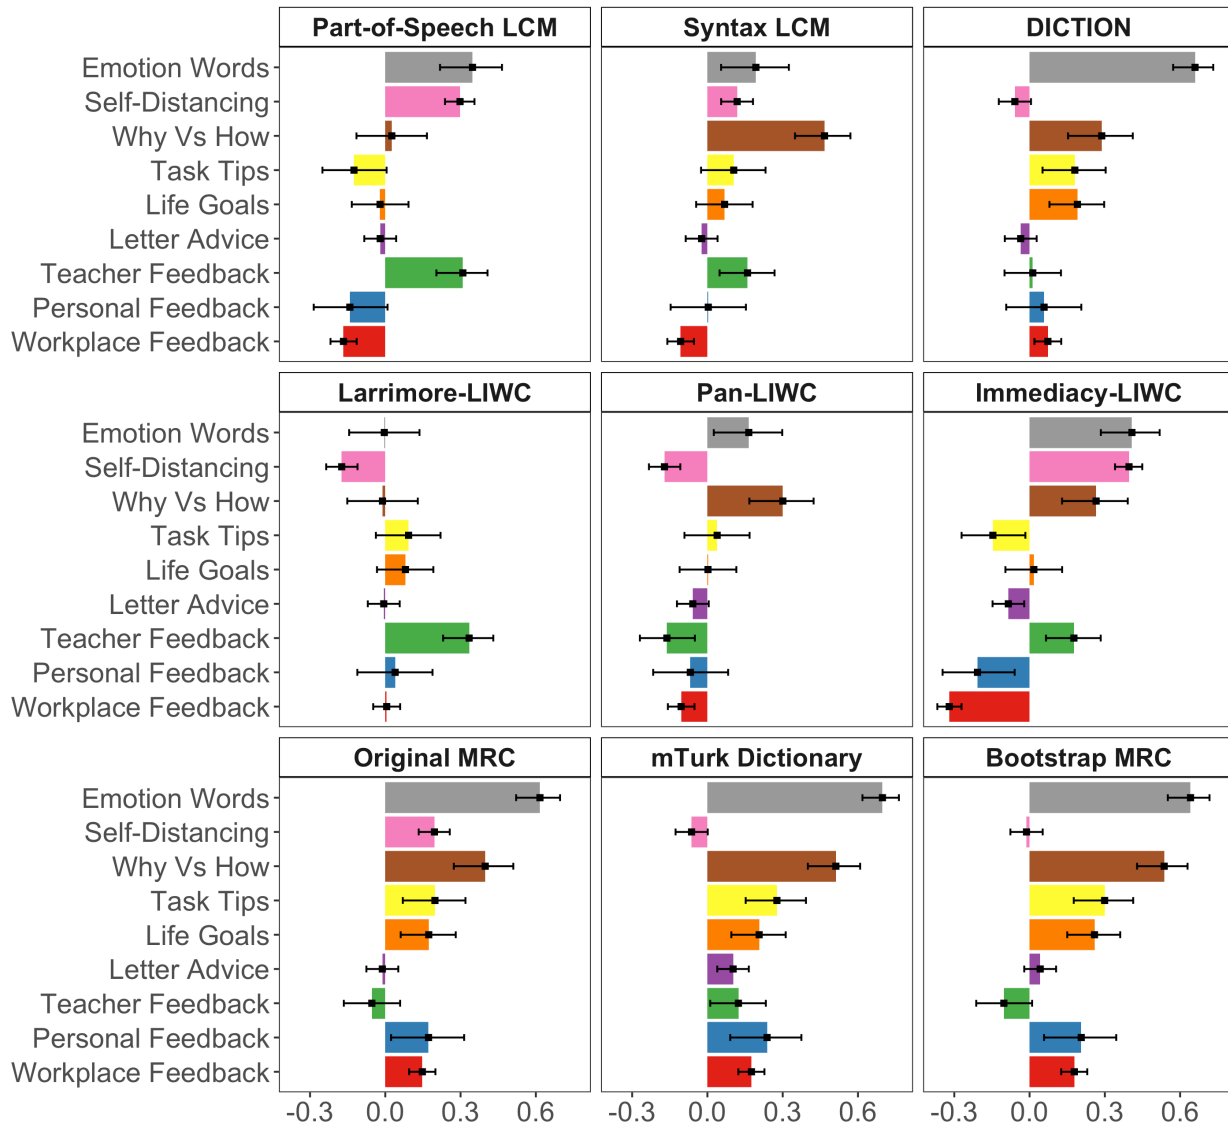 Part-of-Speech LCM Syntax LCM DICTION
Emotion Words
Self-Distancing
Why Vs How
Task Tips
Life Goals
Letter Advice
Teacher Feedback
Personal Feedback
Workplace Feedback
Larrimore-LIWC Pan-LIWC Immediacy-LIWC
Emotion Words
Self-Distancing
Why Vs How
Task Tips
Life Goals
Letter Advice
Teacher Feedback
Personal Feedback
Workplace Feedback
Original MRC mTurk Dictionary Bootstrap MRC
Emotion Words
Self-Distancing
Why Vs How
Task Tips
Life Goals
Letter Advice
Teacher Feedback
Personal Feedback
Workplace Feedback
-0.3 0.0 0.3 0.6 -0.3 0.0 0.3 0.6 -0.3 0.0 0.3 0.6